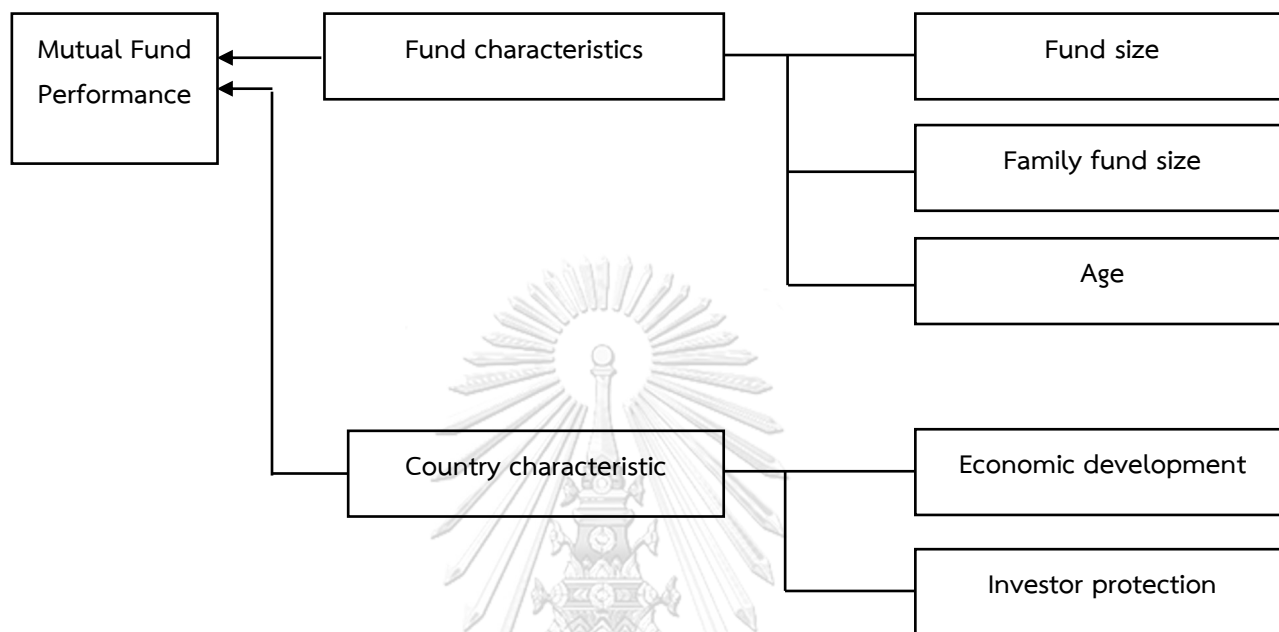 Mutual Fund
Performance
Fund characteristics
Fund size
Family fund size
Age
Country characteristic
Economic development
Investor protection